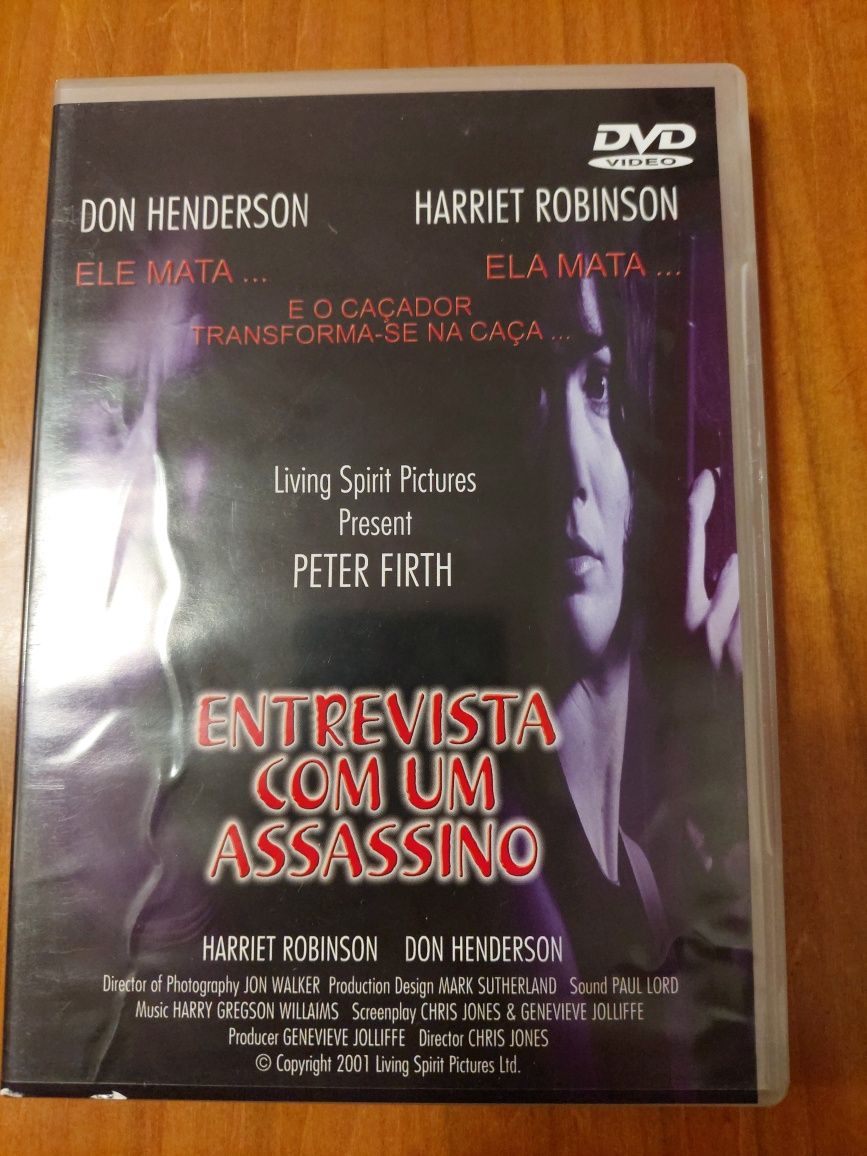 DVD
VIDEO
DON HENDERSON HARRIET ROBINSON
ELE MATA ... ELA MATA ...
E O CAÇADOR
TRANSFORMA-SE NA CAÇA ...
Living Spirit Pictures
Present
PETER FIRTH
ENTREVISTA
COM UM
ASSASSINO
HARRIET ROBINSON DON HENDERSON
Director of Photography JON WALKER Production Design MARK SUTHERLAND Sound PAUL LORD
Music HARRY GREGSON WILLAIMS Screenplay CHRIS JONES & GENEVIEVE JOLLIFFE
Producer GENEVIEVE JOLLIFFE Director CHRIS JONES
© Copyright 2001 Living Spirit Pictures Ltd.